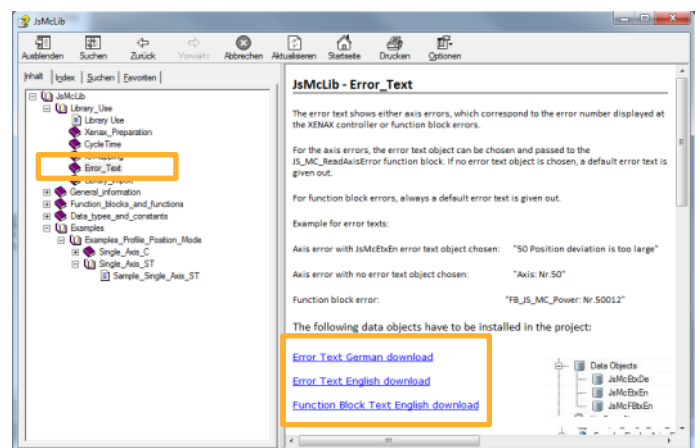 JsMcLib
Ausblenden Suchen Zurück Vorwärts Abbrechen Aktualisieren Startseite Drucken Optionen
Inhalt Index Suchen Favoriten
JsMcLib
Library_Use
Library Use
Xenax_Preparation
CycleTime
Error_Text
General_information
Function_blocks_and_functions
Data_types_and_constants
Examples
Examples_Profile_Position_Mode
Single_Axis_C
Single_Axis_ST
Sample_Single_Axis_ST
JsMcLib - Error_Text
The error text shows either axis errors, which correspond to the error number displayed at
the XENAX controller or function block errors.
For the axis errors, the error text object can be chosen and passed to the
JS_MC_ReadAxisError function block. If no error text object is chosen, a default error text is
given out.
For function block errors, always a default error text is given out.
Example for error texts:
Axis error with JsMcEtxEn error text object chosen: "50 Position deviation is too large"
Axis error with no error text object chosen: "Axis: Nr.50"
Function block error: "FB_JS_MC_Power: Nr.50012"
The following data objects have to be installed in the project:
Error Text German download
Error Text English download
Function Block Text English download
Data Objects
JsMcEtxDe
JsMcEtxEn
JsMcFBtxEn